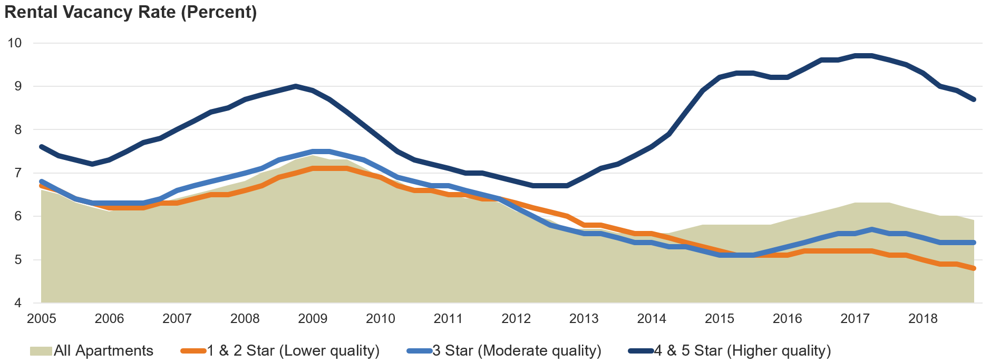 Rental Vacancy Rate (Percent)
10
9
8
7
6
5
4
2005 2006 2007 2008 2009 2010 2011 2012 2013 2014 2015 2016 2017 2018
All Apartments 1 & 2 Star (Lower quality) 3 Star (Moderate quality) 4 & 5 Star (Higher quality)